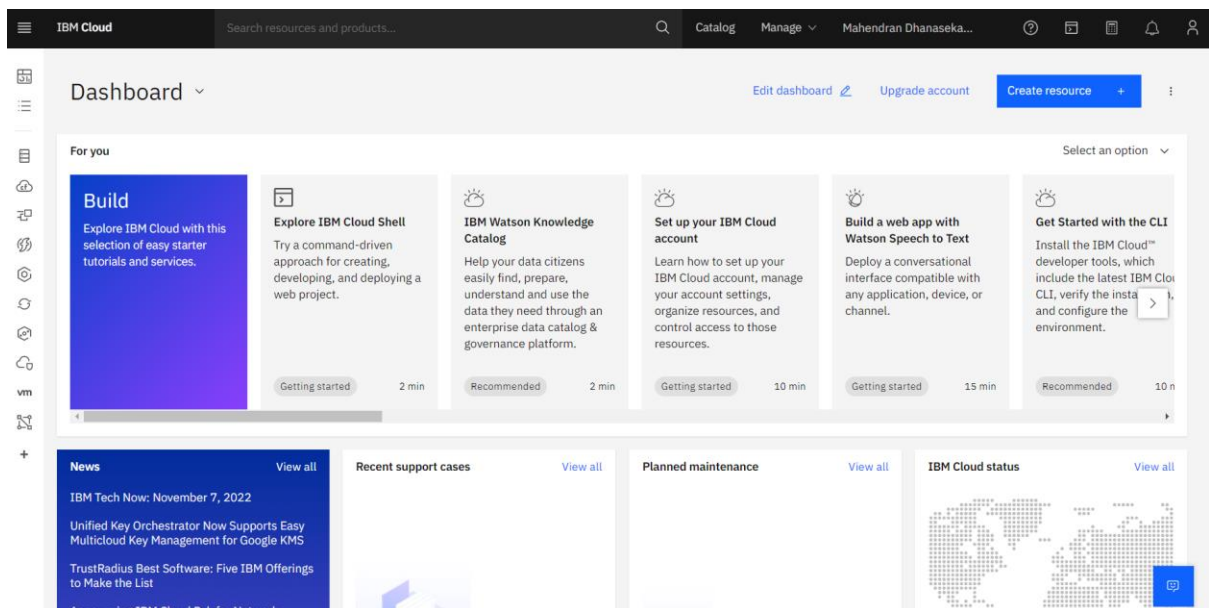 IBM Cloud
Search resources and products...
Catalog
Manage
Mahendran Dhanaseka...
Dashboard
Edit dashboard
Upgrade account
Create resource +
For you
Select an option
Build
Explore IBM Cloud with this
selection of easy starter
tutorials and services.
Explore IBM Cloud Shell
Try a command-driven
approach for creating,
developing, and deploying a
web project.
Getting started
2 min
IBM Watson Knowledge
Catalog
Help your data citizens
easily find, prepare,
understand and use the
data they need through an
enterprise data catalog &
governance platform.
Recommended
2 min
Set up your IBM Cloud
account
Learn how to set up your
IBM Cloud account, manage
your account settings,
organize resources, and
control access to those
resources.
Getting started
10 min
Build a web app with
Watson Speech to Text
Deploy a conversational
interface compatible with
any application, device, or
channel.
Getting started
15 min
Get Started with the CLI
Install the IBM Cloud™
developer tools, which
include the latest IBM
CLI, verify the
and configure the
environment.
Recommended
10
vm
News
View all
IBM Tech Now: November 7, 2022
Unified Key Orchestrator Now Supports Easy
Multicloud Key Management for Google KMS
TrustRadius Best Software: Five IBM Offerings
to Make the List
Recent support cases
View all
Planned maintenance
View all
IBM Cloud status
View all